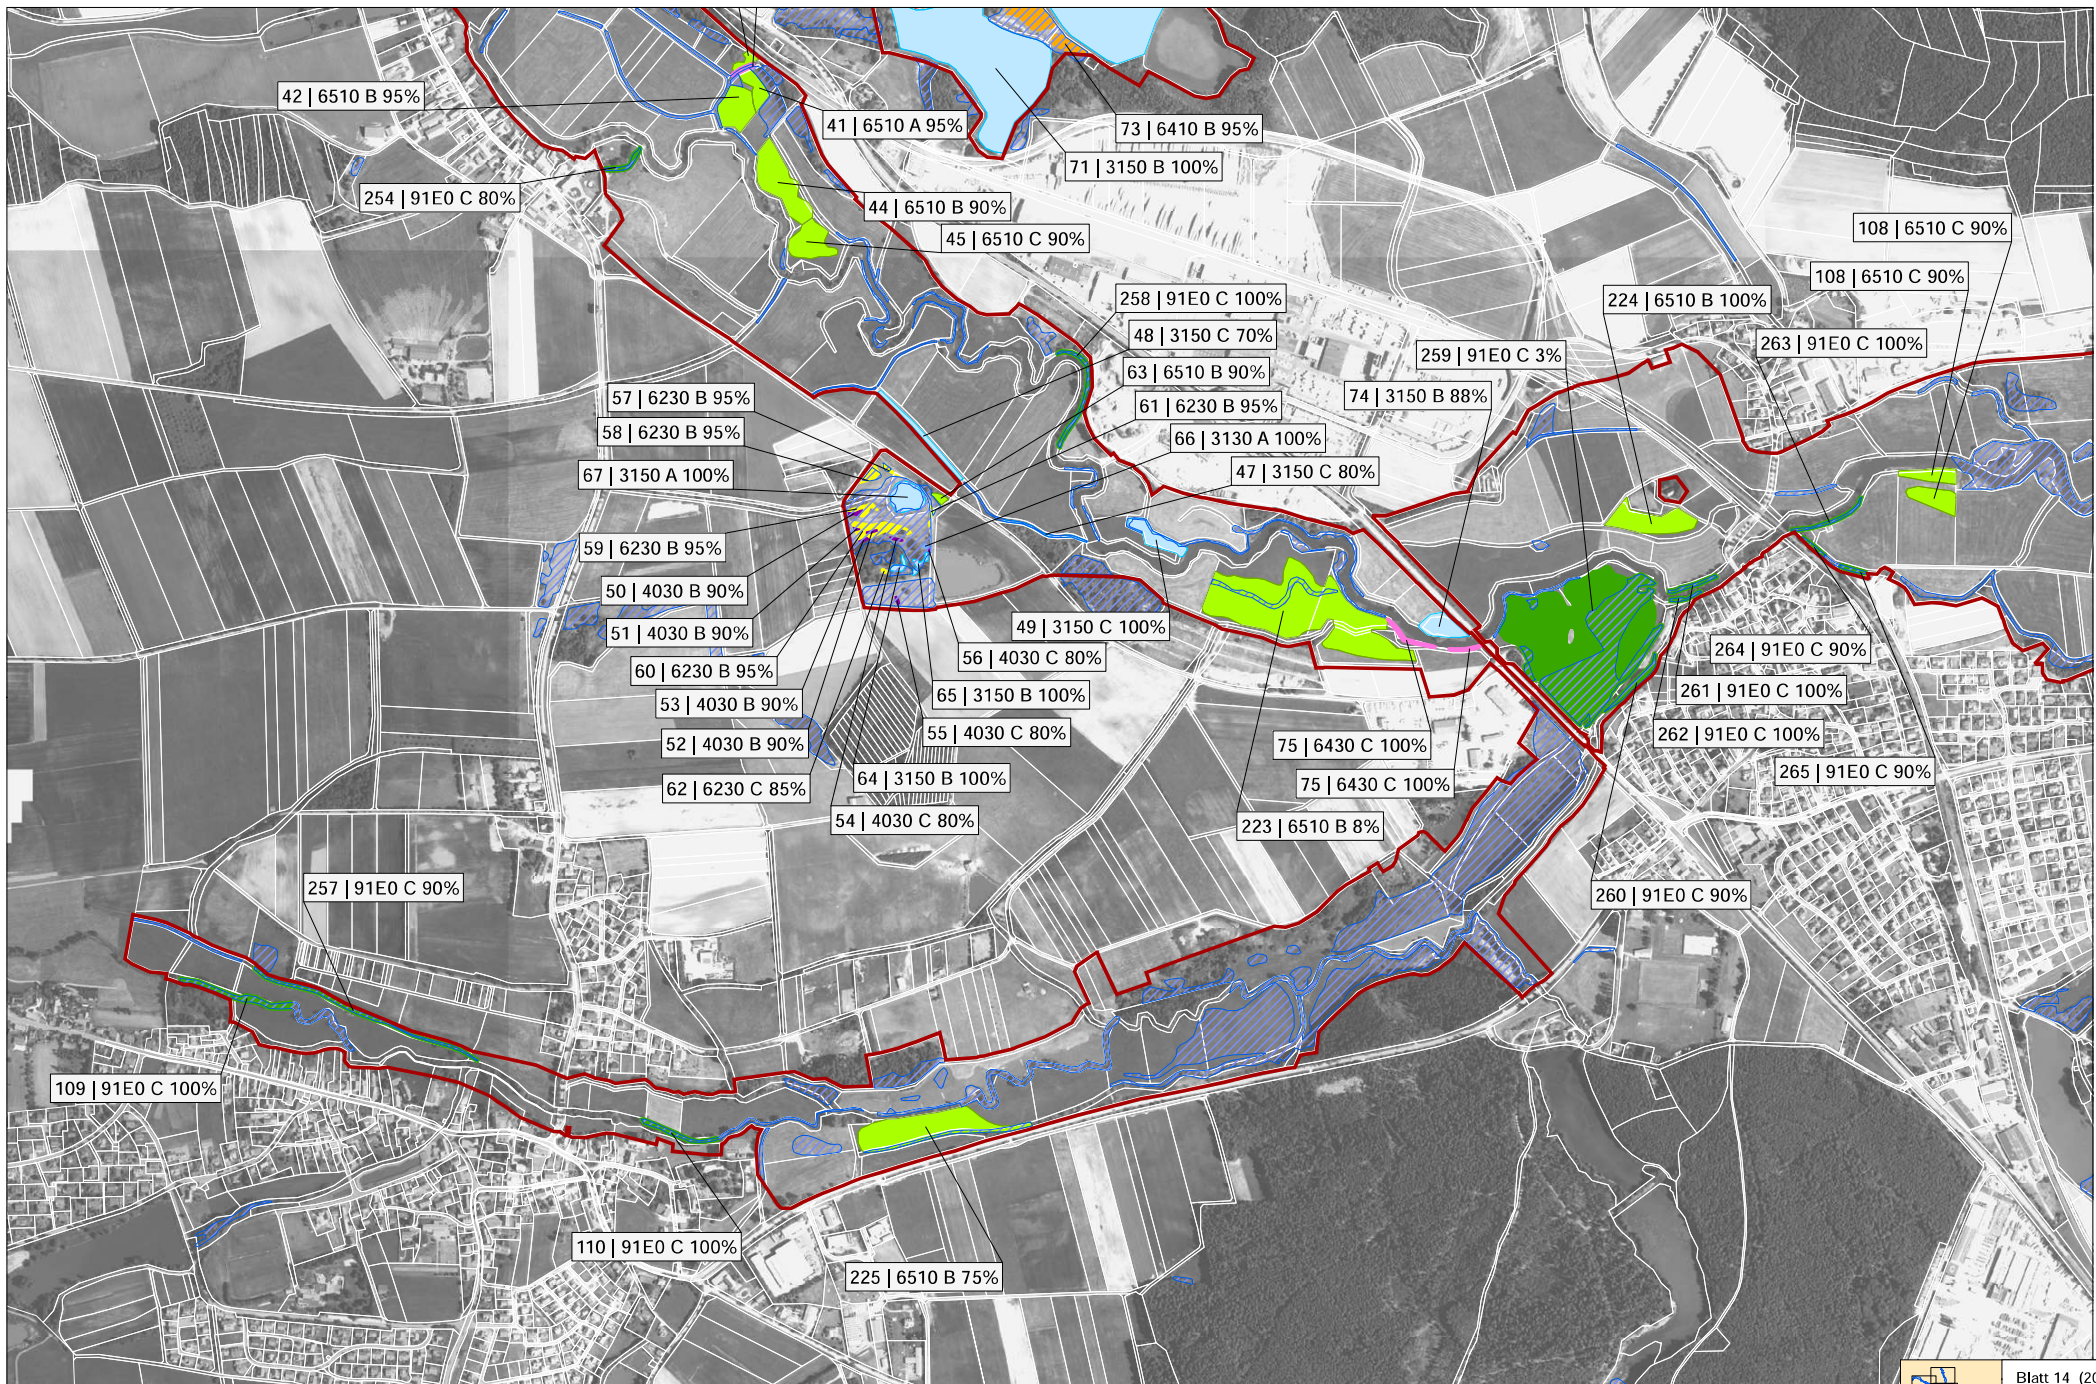 42 | 6510 B 95%
41 | 6510 A 95%
73 | 6410 B 95%
71 | 3150 B 100%
254 | 91E0 C 80%
44 | 6510 B 90%
45 | 6510 C 90%
108 | 6510 C 90%
108 | 6510 C 90%
258 | 91E0 C 100%
224 | 6510 B 100%
48 | 3150 C 70%
263 | 91E0 C 100%
259 | 91E0 C 3%
63 | 6510 B 90%
57 | 6230 B 95%
74 | 3150 B 88%
61 | 6230 B 95%
58 | 6230 B 95%
66 | 3130 A 100%
67 | 3150 A 100%
47 | 3150 C 80%
59 | 6230 B 95%
50 | 4030 B 90%
51 | 4030 B 90%
49 | 3150 C 100%
56 | 4030 C 80%
264 | 91E0 C 90%
60 | 6230 B 95%
65 | 3150 B 100%
261 | 91E0 C 100%
53 | 4030 B 90%
55 | 4030 C 80%
262 | 91E0 C 100%
52 | 4030 B 90%
75 | 6430 C 100%
265 | 91E0 C 90%
64 | 3150 B 100%
75 | 6430 C 100%
62 | 6230 C 85%
54 | 4030 C 80%
223 | 6510 B 8%
257 | 91E0 C 90%
260 | 91E0 C 90%
109 | 91E0 C 100%
110 | 91E0 C 100%
225 | 6510 B 75%
Blatt 14